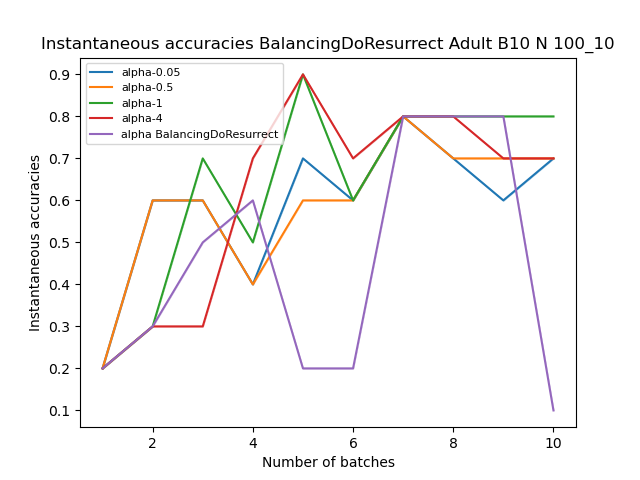 Instantaneous accuracies BalancingDoResurrect Adult B10 N 100_10
alpha-0.05
alpha-0.5
alpha-1
alpha-4
alpha BalancingDoResurrect
Instantaneous accuracies
0.9
0.8
0.7
0.6
0.5
0.4
0.3
0.2
0.1
2 4 6 8 10
Number of batches